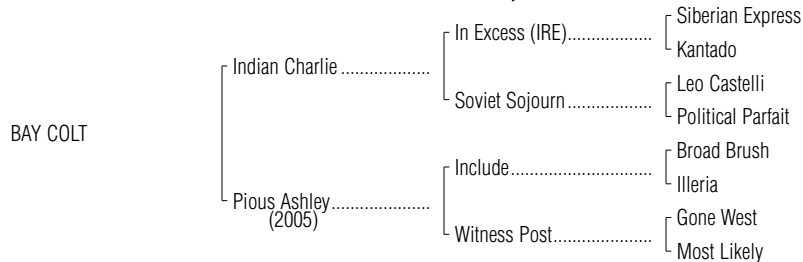 Siberian Express
In Excess (IRE)
Kantado
Indian Charlie
Leo Castelli
Soviet Sojourn
Political Parfait
BAY COLT
Broad Brush
Include
Illeria
Pious Ashley
(2005)
Gone West
Witness Post
Most Likely